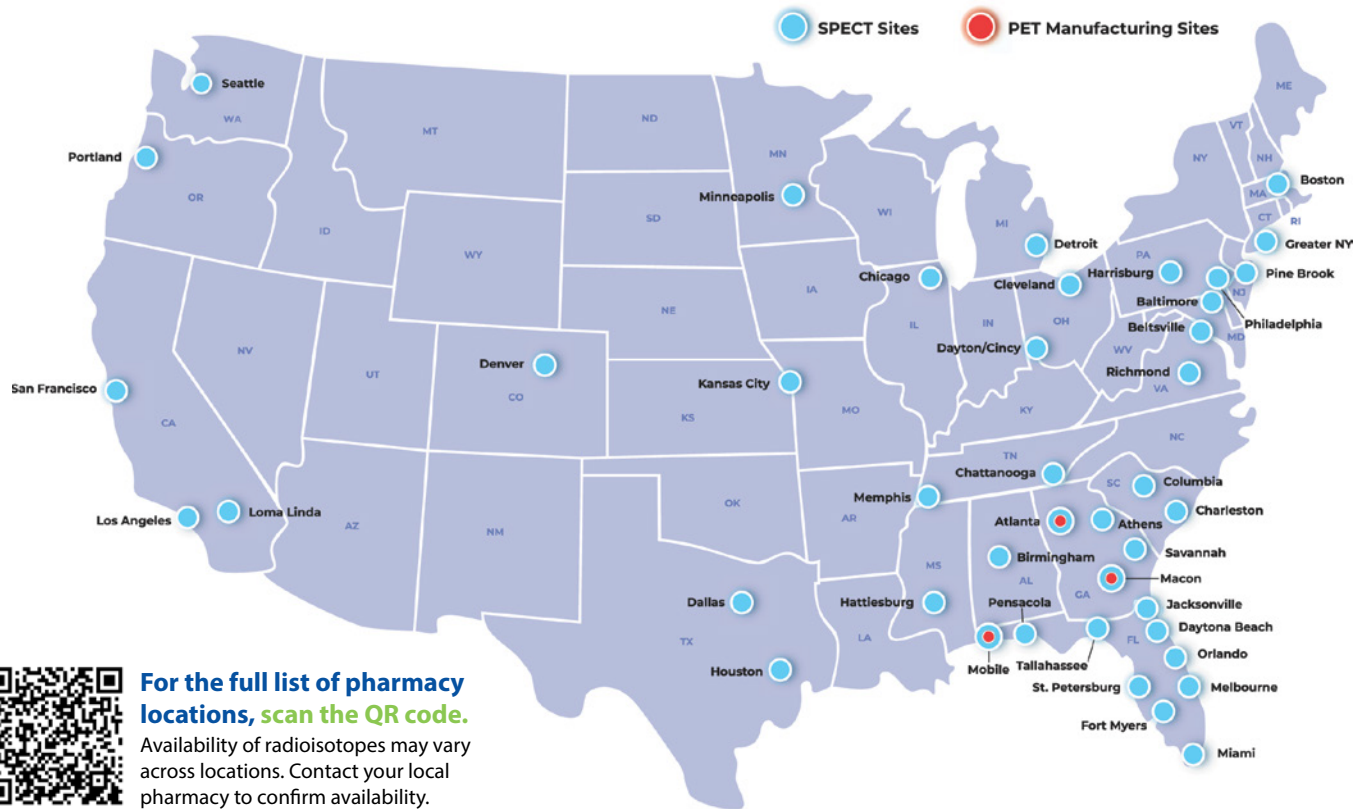 SPECT Sites
PET Manufacturing Sites
Seattle
WA
Portland
OR
MT
ID
WY
ND
SD
NE
MN
Minneapolis
WI
MI
Detroit
ME
VT
NH
NY
MA
Boston
CT
RI
Greater NY
PA
Harrisburg
Pine Brook
NJ
Baltimore
Philadelphia
Beltsville
MD
Richmond
VA
WV
Chicago
Cleveland
IA
IL
IN
OH
Dayton/Cincy
KY
NV
UT
Denver
CO
Kansas City
KS
MO
San Francisco
CA
Los Angeles
Loma Linda
AZ
NM
OK
AR
TN
Chattanooga
Memphis
NC
SC
Columbia
Charleston
Atlanta
Athens
Savannah
Birmingham
AL
GA
Macon
MS
Hattiesburg
Pensacola
Jacksonville
Daytona Beach
FL
Orlando
Mobile
Tallahassee
St. Petersburg
Melbourne
Fort Myers
Miami
Dallas
TX
LA
Houston
For the full list of pharmacy
locations, scan the QR code.
Availability of radioisotopes may vary
across locations. Contact your local
pharmacy to confirm availability.